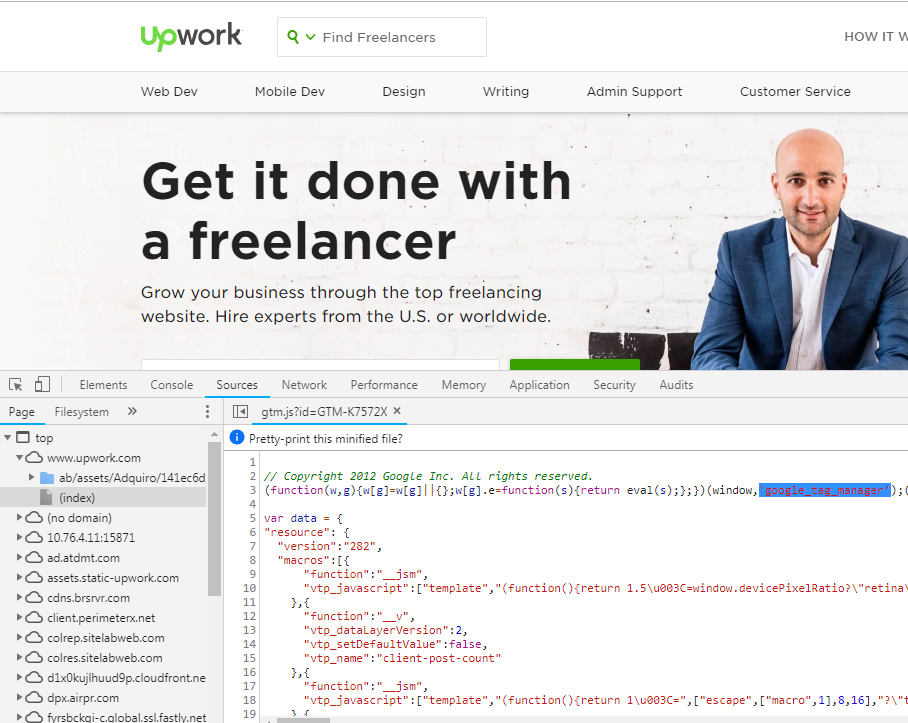 upwork
Find Freelancers
HOW IT W
Web Dev Mobile Dev Design Writing Admin Support Customer Service
Get it done with
a freelancer
Grow your business through the top freelancing
website. Hire experts from the U.S. or worldwide.
Elements Console Sources Network Performance Memory Application Security Audits
Page Filesystem »
gtm.js?id=GTM-K7572X ×
Pretty-print this minified file?
top
www.upwork.com
ab/assets/Adquiro/141ec6d
(index)
(no domain)
10.76.4.11:15871
ad.atdmt.com
assets.static-upwork.com
cdns.brsrvr.com
client.perimeterx.net
colrep.sitelabweb.com
colres.sitelabweb.com
d1x0kujlhuud9p.cloudfront.ne
dpx.airpr.com
fyrsbckgi-c.global.ssl.fastly.net
1
2 // Copyright 2012 Google Inc. All rights reserved.
3 (function(w,g){w[g]=w[g]||{};w[g].e=function(s){return eval(s);};})(window,'google_tag_manager');(
4
5 var data = {
6 "resource": {
7 "version":"282",
8 "macros":[{
9 "function":"__jsm",
10 "vtp_javascript":["template","(function(){return 1.5\u003C=window.devicePixelRatio?\"retina\
11 },{
12 "function":"__v",
13 "vtp_dataLayerVersion":2,
14 "vtp_setDefaultValue":false,
15 "vtp_name":"client-post-count"
16 },{
17 "function":"__jsm",
18 "vtp_javascript":["template","(function(){return 1\u003C=",["escape",["macro",1],8,16],"?\"t
19 },{